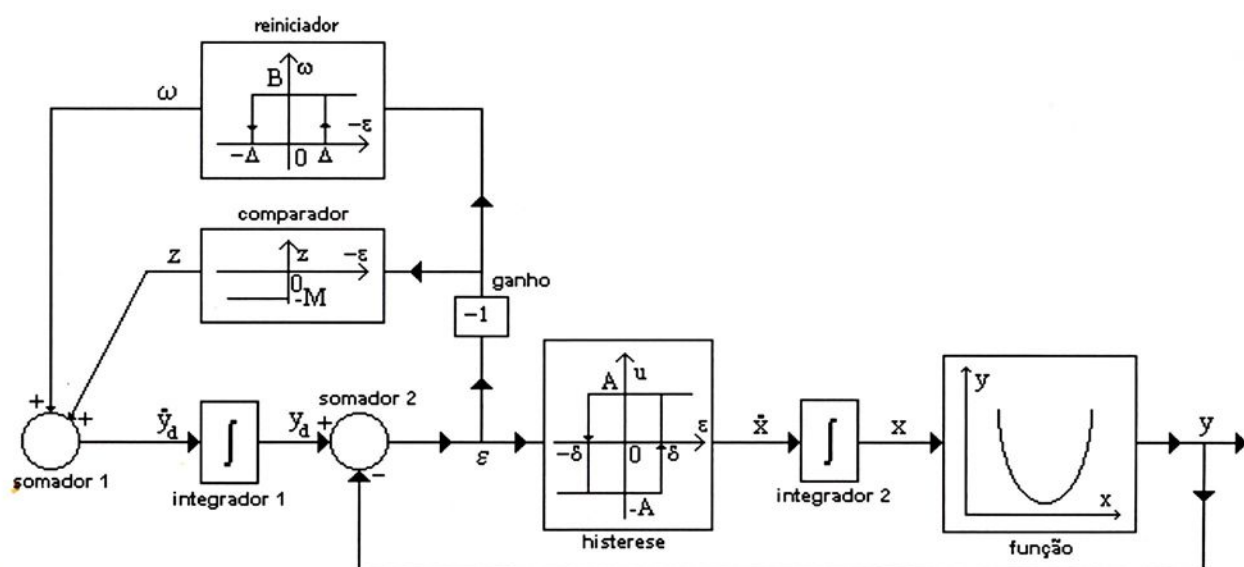 reiniciador
ω
B
ω
-ε
-Δ
0
Δ
comparador
z
z
-ε
0
-M
ganho
-1
+
+
somador 1
ẏd
∫
integrador 1
yd
+
somador 2
-
ε
A
u
ε
-δ
0
δ
-A
histerese
ẋ
∫
integrador 2
x
y
x
função
y